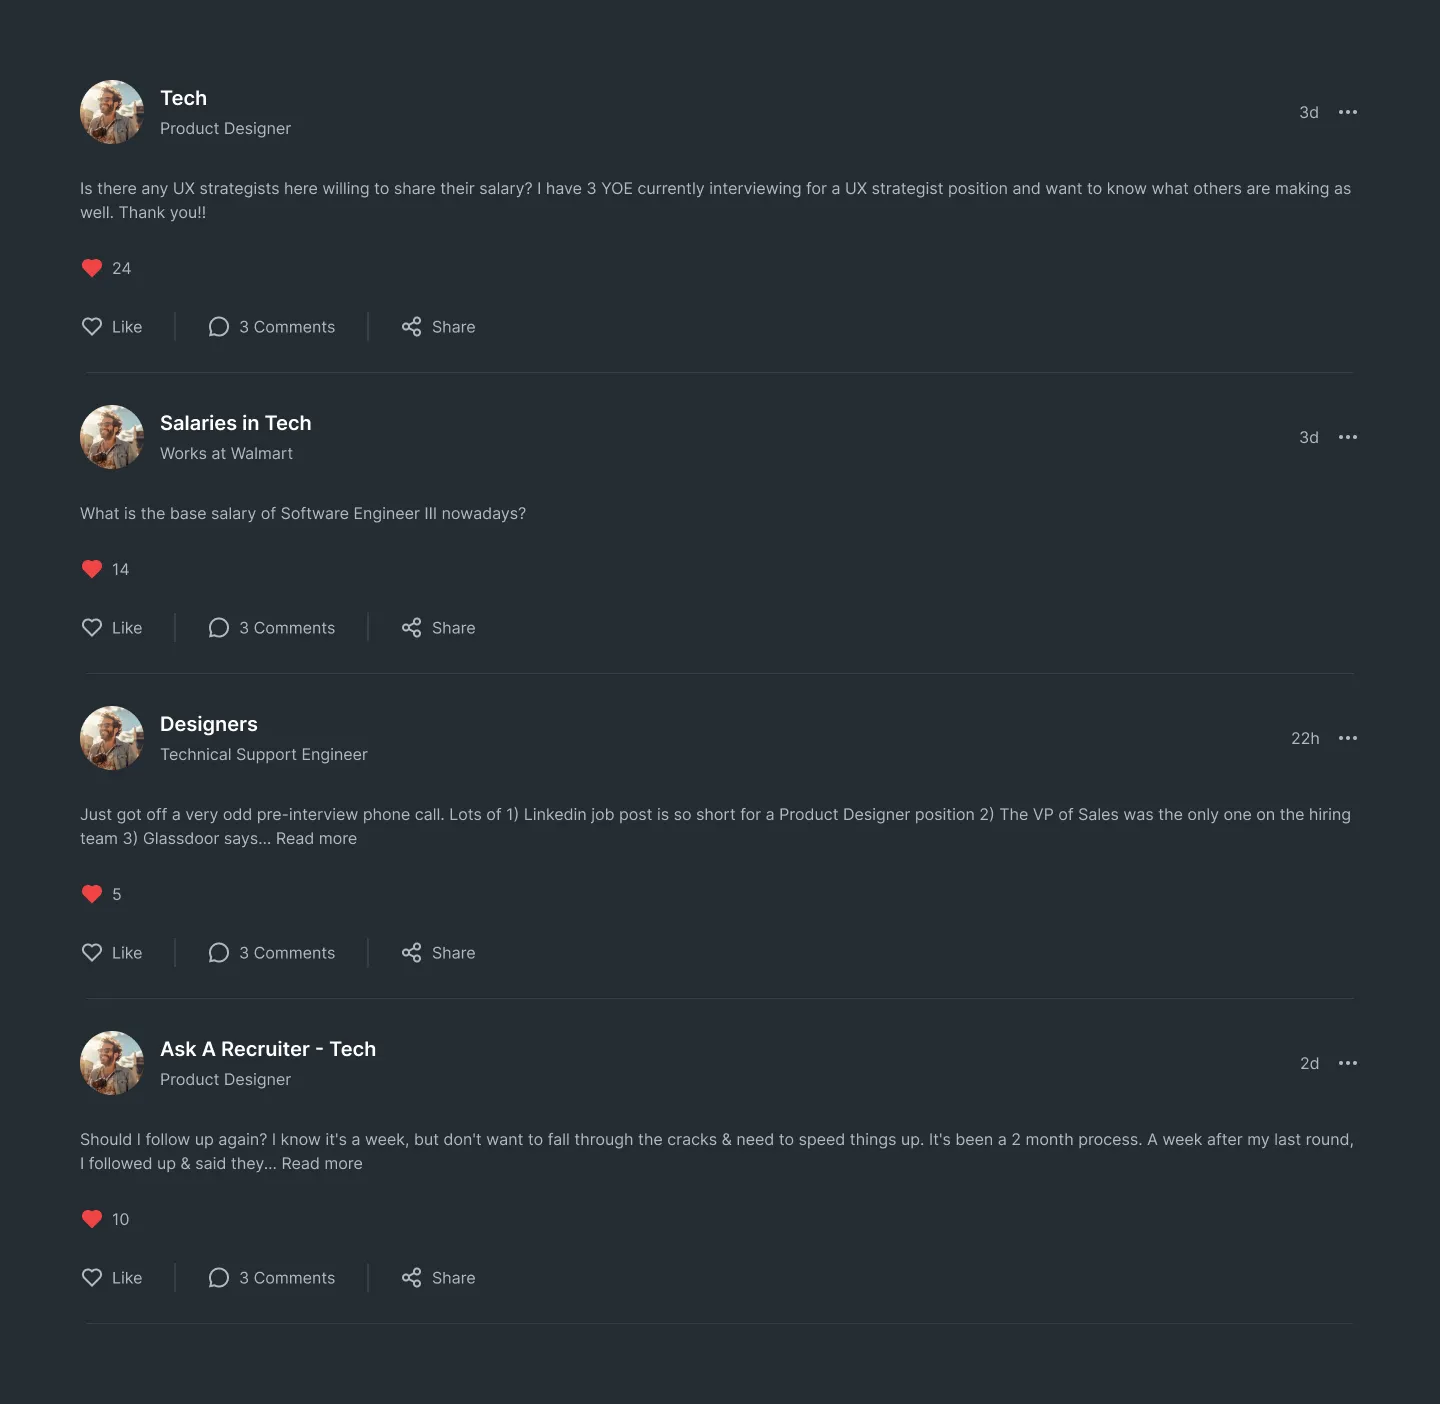 Tech
Product Designer
3d
Is there any UX strategists here willing to share their salary? I have 3 YOE currently interviewing for a UX strategist position and want to know what others are making as
well. Thank you!!
24
Like
3 Comments
Share
Salaries in Tech
Works at Walmart
3d
What is the base salary of Software Engineer III nowadays?
14
Like
3 Comments
Share
Designers
Technical Support Engineer
22h
Just got off a very odd pre-interview phone call. Lots of 1) Linkedin job post is so short for a Product Designer position 2) The VP of Sales was the only one on the hiring
team 3) Glassdoor says... Read more
5
Like
3 Comments
Share
Ask A Recruiter - Tech
Product Designer
2d
Should I follow up again? I know it's a week, but don't want to fall through the cracks & need to speed things up. It's been a 2 month process. A week after my last round,
I followed up & said they... Read more
10
Like
3 Comments
Share